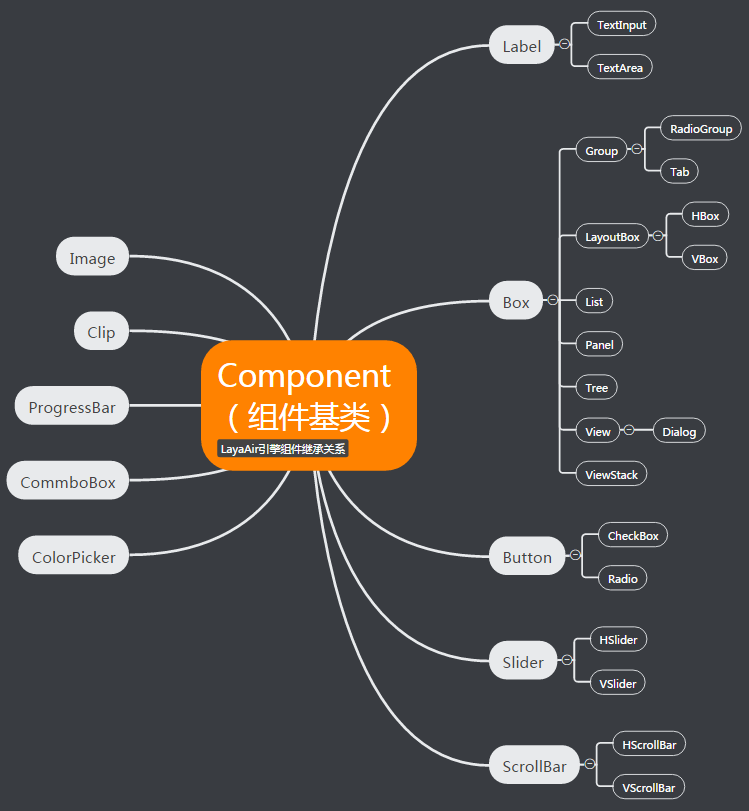 Component
（组件基类）
LayaAir引擎组件继承关系
Image
Clip
ProgressBar
CommboBox
ColorPicker
Label
TextInput
TextArea
Box
Group
RadioGroup
Tab
LayoutBox
HBox
VBox
List
Panel
Tree
View
Dialog
ViewStack
Button
CheckBox
Radio
Slider
HSlider
VSlider
ScrollBar
HScrollBar
VScrollBar